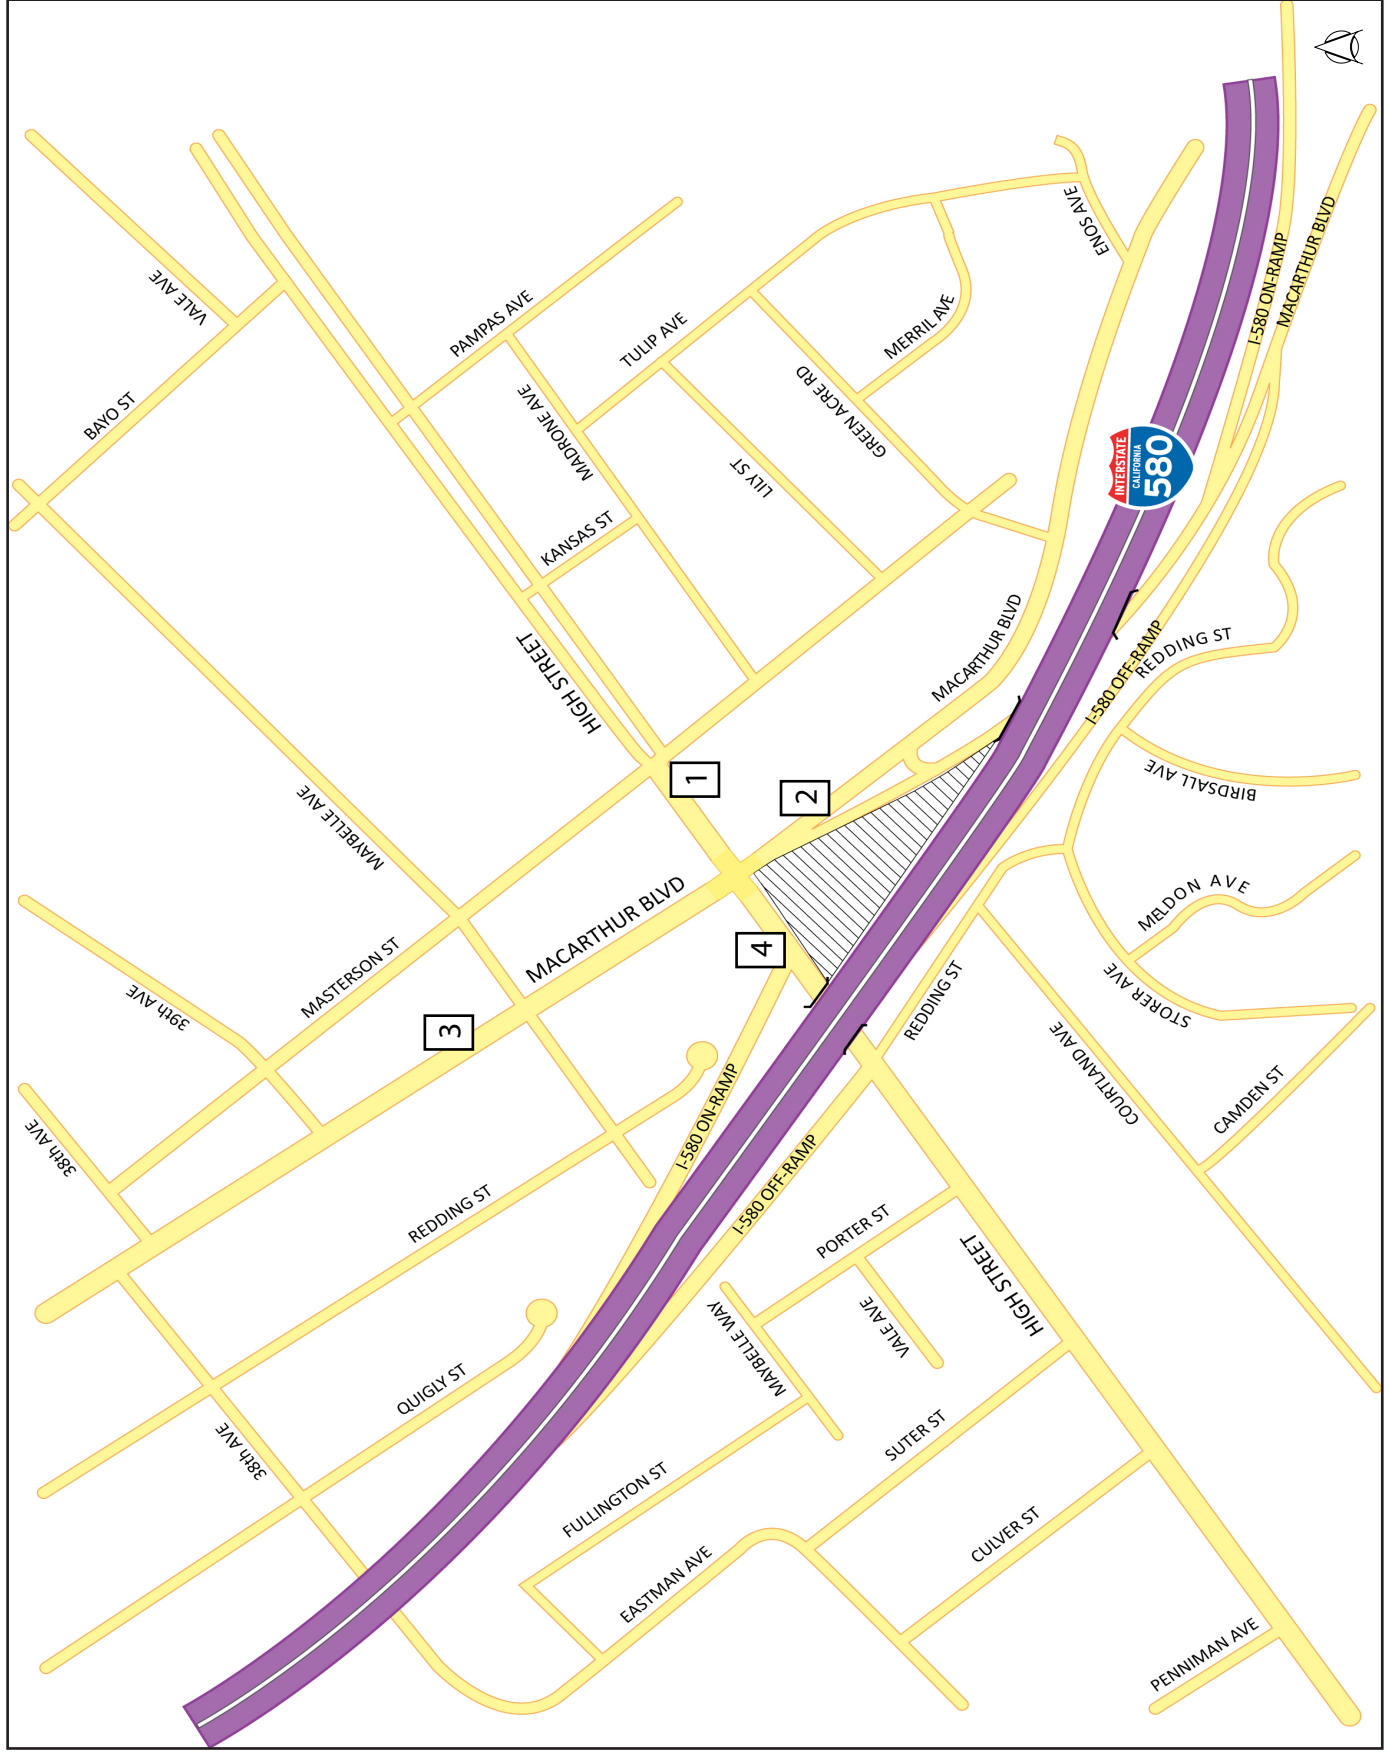 VALE AVE
BAYO ST
PAMPAS AVE
TULIP AVE
ENOS AVE
MERRIL AVE
GREEN ACRE RD
MADRONE AVE
LILY ST
KANSAS ST
HIGH STREET
MACARTHUR BLVD
I-580 ON-RAMP
MACARTHUR BLVD
INTERSTATE
CALIFORNIA
580
I-580 OFF-RAMP
REDDING ST
BIRDSALL AVE
MELDON AVE
STORER AVE
MAYBELLE AVE
MASTERSON ST
39th AVE
38th AVE
MACARTHUR BLVD
1
2
3
4
I-580 ON-RAMP
I-580 OFF-RAMP
REDDING ST
COURTLAND AVE
CAMDEN ST
REDDING ST
QUIGLY ST
38th AVE
PORTER ST
VALE AVE
MAYBELLE WAY
HIGH STREET
SUTER ST
FULLINGTON ST
EASTMAN AVE
CULVER ST
PENNIMAN AVE